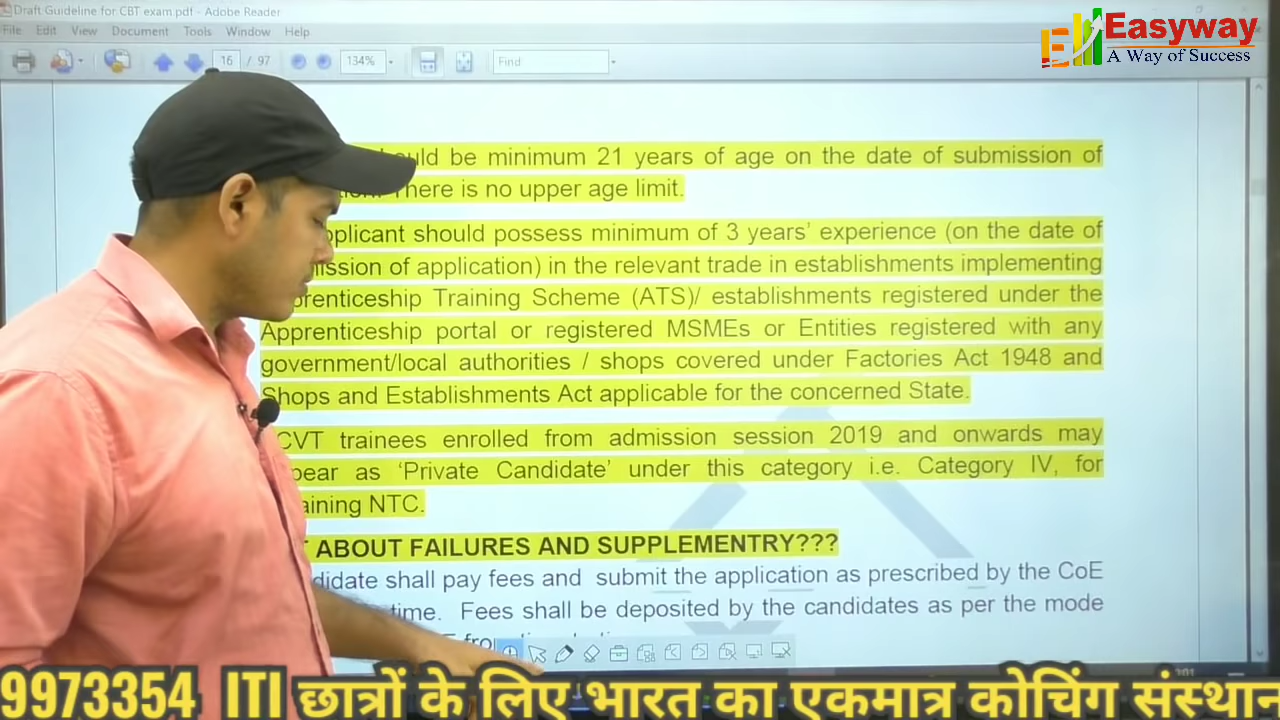 Draft Guideline for CBT exam.pdf - Adobe Reader
File Edit View Document Tools Window Help
16 / 97 134% Find
Easyway
A Way of Success
ould be minimum 21 years of age on the date of submission of
There is no upper age limit.
pplicant should possess minimum of 3 years' experience (on the date of
ission of application) in the relevant trade in establishments implementing
prenticeship Training Scheme (ATS)/ establishments registered under the
Apprenticeship portal or registered MSMEs or Entities registered with any
government/local authorities / shops covered under Factories Act 1948 and
Shops and Establishments Act applicable for the concerned State.
CVT trainees enrolled from admission session 2019 and onwards may
pear as 'Private Candidate' under this category i.e. Category IV, for
aining NTC.
ABOUT FAILURES AND SUPPLEMENTRY???
didate shall pay fees and submit the application as prescribed by the CoE
time. Fees shall be deposited by the candidates as per the mode
9973354 ITI छात्रों के लिए भारत का एकमात्र कोचिंग संस्थान